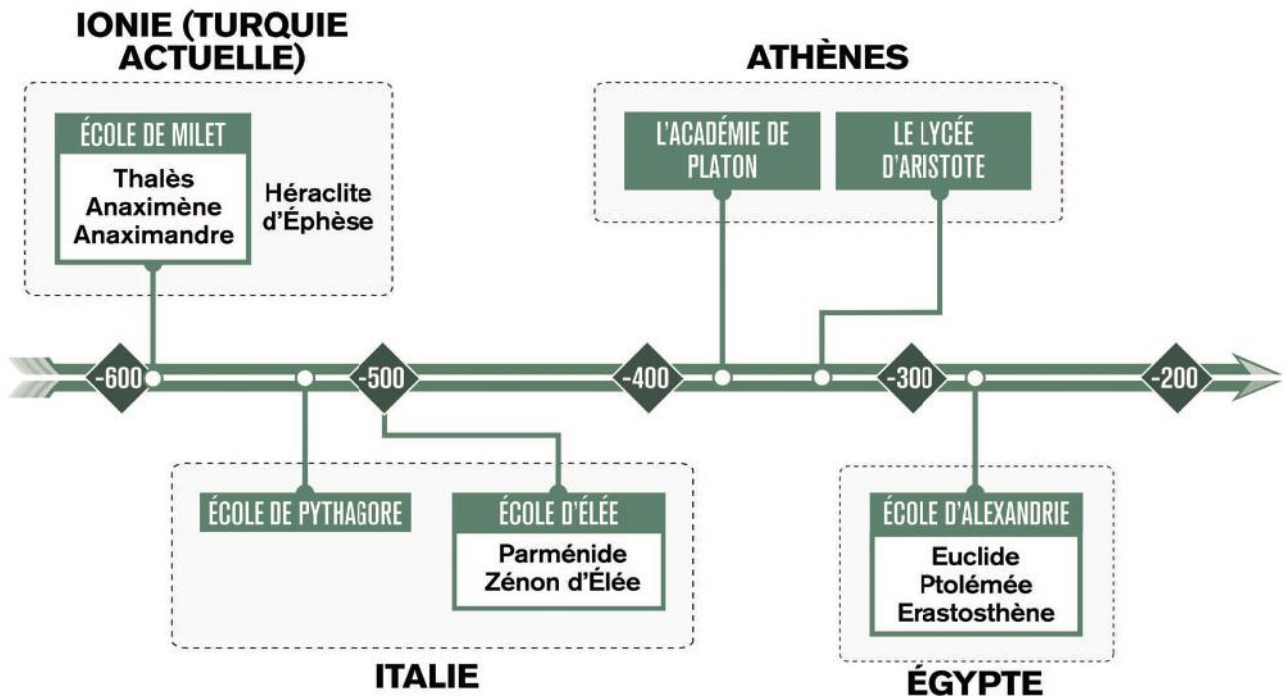 IONIE (TURQUIE
ACTUELLE)
ÉCOLE DE MILET
Thalès
Anaximène
Anaximandre
Héraclite
d'Éphèse
ATHÈNES
L'ACADÉMIE DE
PLATON
LE LYCÉE
D'ARISTOTE
-600
-500
-400
-300
-200
ÉCOLE DE PYTHAGORE
ÉCOLE D'ÉLÉE
Parménide
Zénon d'Élée
ITALIE
ÉCOLE D'ALEXANDRIE
Euclide
Ptolémée
Erastosthène
ÉGYPTE